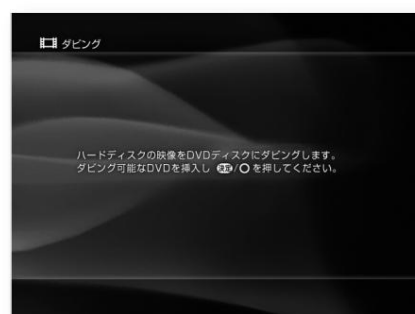 ダビング
ハードディスクの映像をDVDディスクにダビングします。
ダビング可能なDVDを挿入し 決定/○ を押してください。